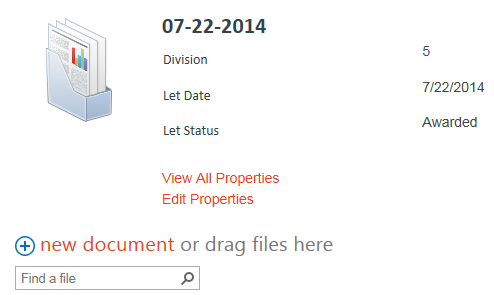 07-22-2014
Division 5
Let Date 7/22/2014
Let Status Awarded
View All Properties
Edit Properties
new document or drag files here
Find a file